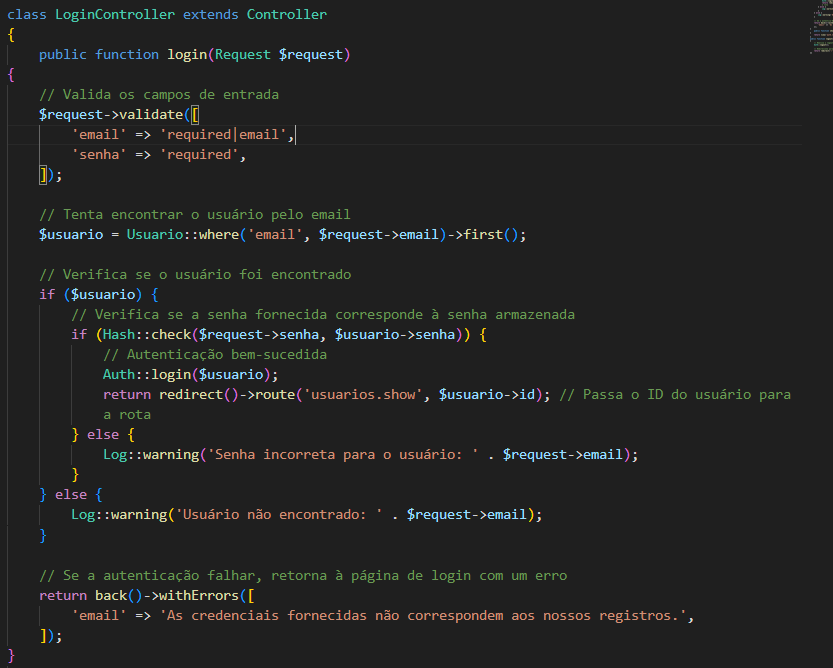 class LoginController extends Controller
{
    public function login(Request $request)
{
    // Valida os campos de entrada
    $request->validate([
        'email' => 'required|email',
        'senha' => 'required',
    ]);

    // Tenta encontrar o usuário pelo email
    $usuario = Usuario::where('email', $request->email)->first();

    // Verifica se o usuário foi encontrado
    if ($usuario) {
        // Verifica se a senha fornecida corresponde à senha armazenada
        if (Hash::check($request->senha, $usuario->senha)) {
            // Autenticação bem-sucedida
            Auth::login($usuario);
            return redirect()->route('usuarios.show', $usuario->id); // Passa o ID do usuário para
            a rota
        } else {
            Log::warning('Senha incorreta para o usuário: ' . $request->email);
        }
    } else {
        Log::warning('Usuário não encontrado: ' . $request->email);
    }

    // Se a autenticação falhar, retorna à página de login com um erro
    return back()->withErrors([
        'email' => 'As credenciais fornecidas não correspondem aos nossos registros.',
    ]);
}